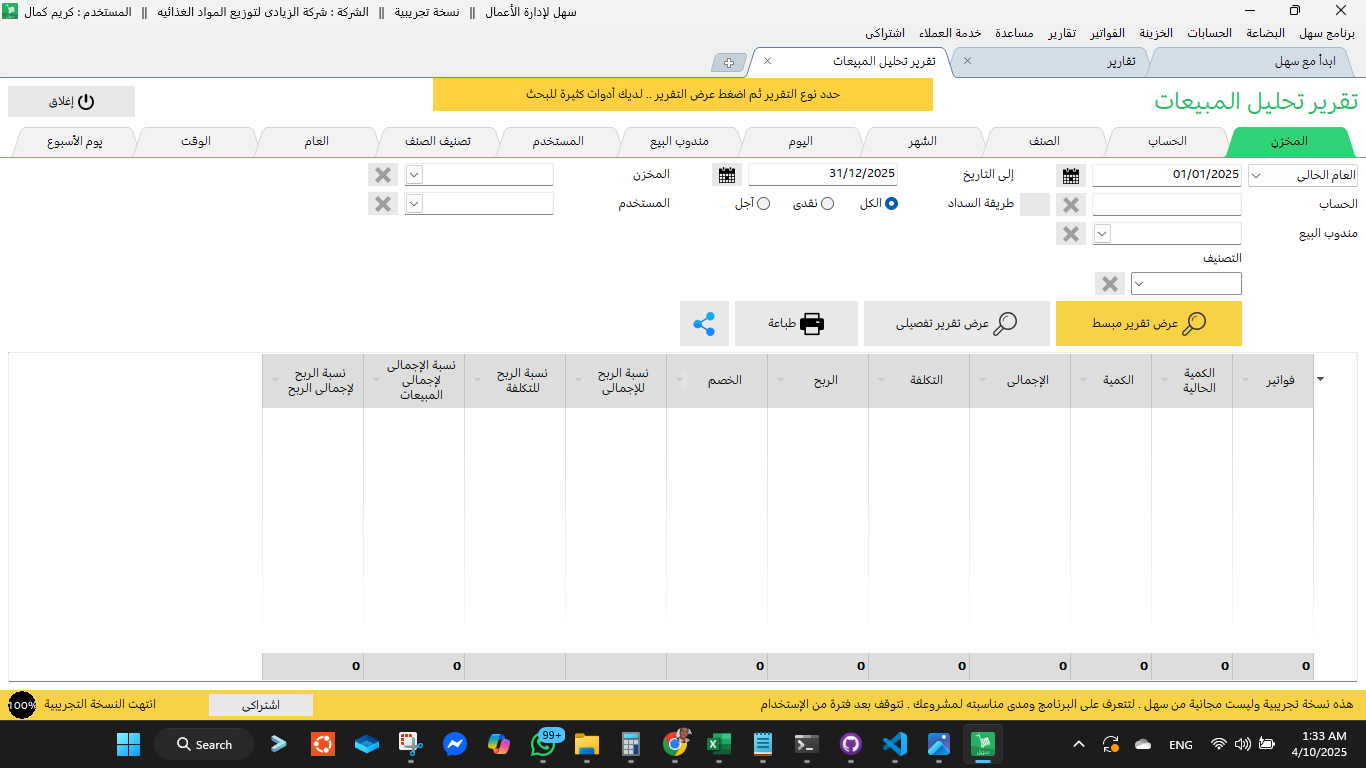 سهل لإدارة الأعمال || نسخة تجريبية || الشركة : شركة الزيادى لتوزيع المواد الغذائيه || المستخدم : كريم كمال
برنامج سهل البضاعة الحسابات الخزينة الفواتير تقارير مساعدة خدمة العملاء اشتراكى
ابدأ مع سهل تقارير تقرير تحليل المبيعات
تقرير تحليل المبيعات
حدد نوع التقرير ثم اضغط عرض التقرير .. لديك أدوات كثيرة للبحث
إغلاق
المخزن الحساب الصنف الشهر اليوم مندوب البيع المستخدم تصنيف الصنف العام الوقت يوم الأسبوع
العام الحالى 01/01/2025 إلى التاريخ 31/12/2025 المخزن
الحساب طريقة السداد الكل نقدى آجل المستخدم
مندوب البيع
التصنيف
عرض تقرير مبسط عرض تقرير تفصيلى طباعة
فواتير الكمية الحالية الكمية الإجمالى التكلفة الربح الخصم نسبة الربح للإجمالى نسبة الربح للتكلفة نسبة الإجمالى لإجمالى المبيعات نسبة الربح لإجمالى الربح
0 0 0 0 0 0 0 0 0
هذه نسخة تجريبية وليست مجانية من سهل . لتتعرف على البرنامج ومدى مناسبته لمشروعك . تتوقف بعد فترة من الإستخدام اشتراكى انتهت النسخة التجريبية 100%
Search 99+ سهل ENG 1:33 AM
4/10/2025